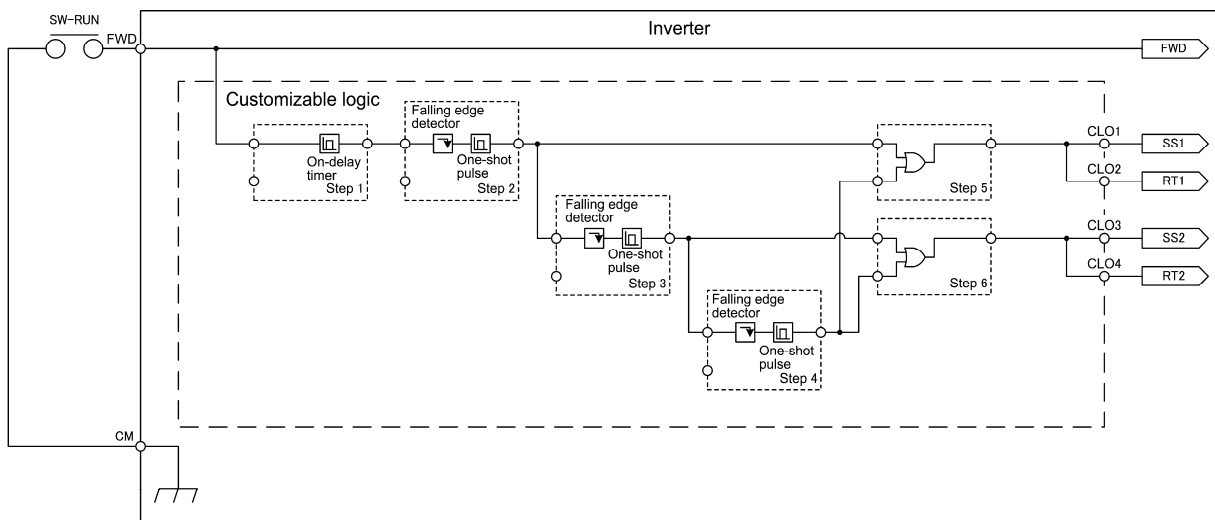 SW-RUN
Inverter
FWD
FWD
Customizable logic
Falling edge
detector
CLO1
SS1
On-delay
timer
Step 1
One-shot
pulse
Step 2
Step 5
CLO2
RT1
Falling edge
detector
One-shot
pulse
Step 3
CLO3
SS2
CLO4
RT2
Step 6
Falling edge
detector
One-shot
pulse
Step 4
CM